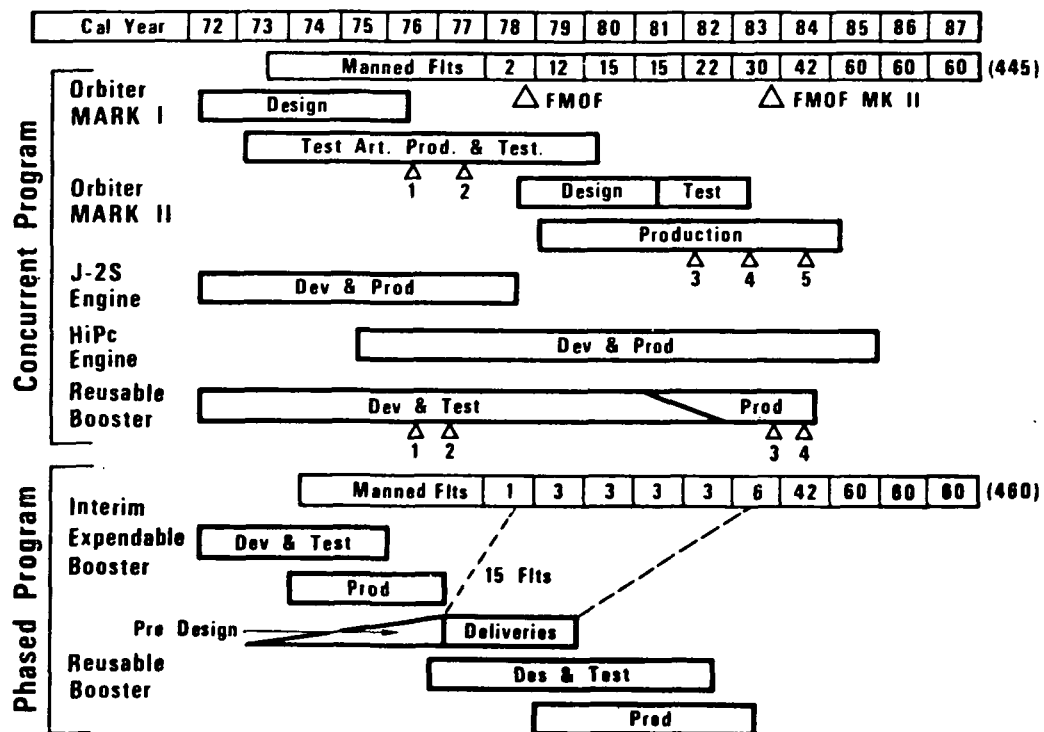 Cal Year 72 73 74 75 76 77 78 79 80 81 82 83 84 85 86 87
Manned Flts 2 12 15 15 22 30 42 60 60 60 (445)
Concurrent Program
Orbiter
MARK I
FMOF FMOF MK II
Design
Test Art. Prod. & Test.
1 2
Orbiter
MARK II
Design Test
Production
3 4 5
J-2S
Engine
Dev & Prod
HiPc
Engine
Dev & Prod
Reusable
Booster
Dev & Test Prod
1 2 3 4
Phased Program
Manned Flts 1 3 3 3 3 6 42 60 60 60 (460)
Interim
Expendable
Booster
Dev & Test
Prod
15 Flts
Pre Design Deliveries
Reusable
Booster
Des & Test
Prod